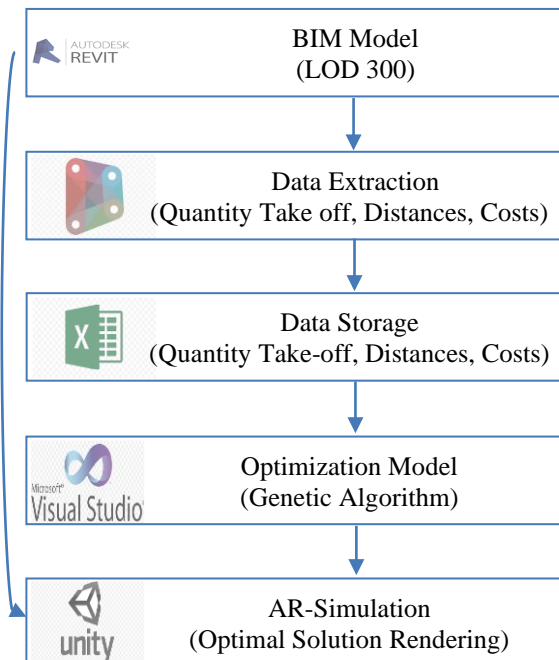 AUTODESK
REVIT
BIM Model
(LOD 300)
Data Extraction
(Quantity Take off, Distances, Costs)
X
Data Storage
(Quantity Take-off, Distances, Costs)
Microsoft®
Visual Studio
Optimization Model
(Genetic Algorithm)
unity
AR-Simulation
(Optimal Solution Rendering)